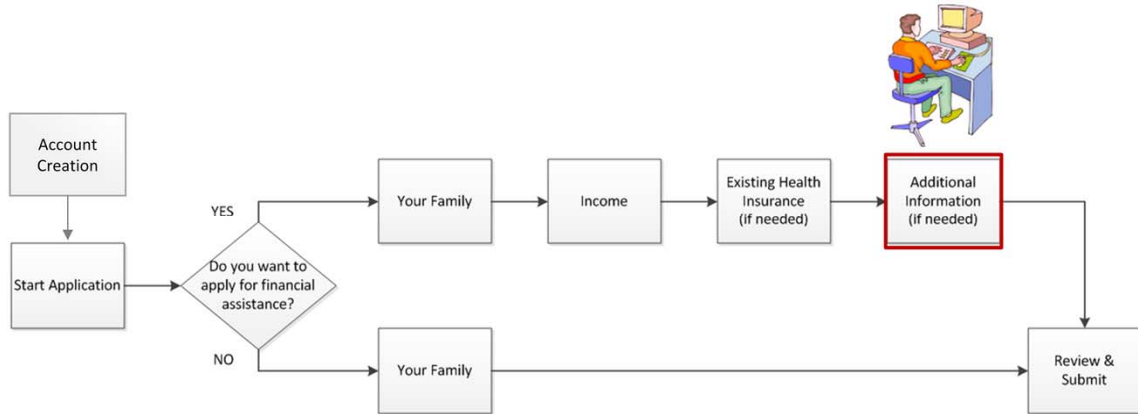 Account
Creation
Start Application
YES
Do you want to
apply for financial
assistance?
NO
Your Family
Income
Existing Health
Insurance
(if needed)
Additional
Information
(if needed)
Your Family
Review &
Submit